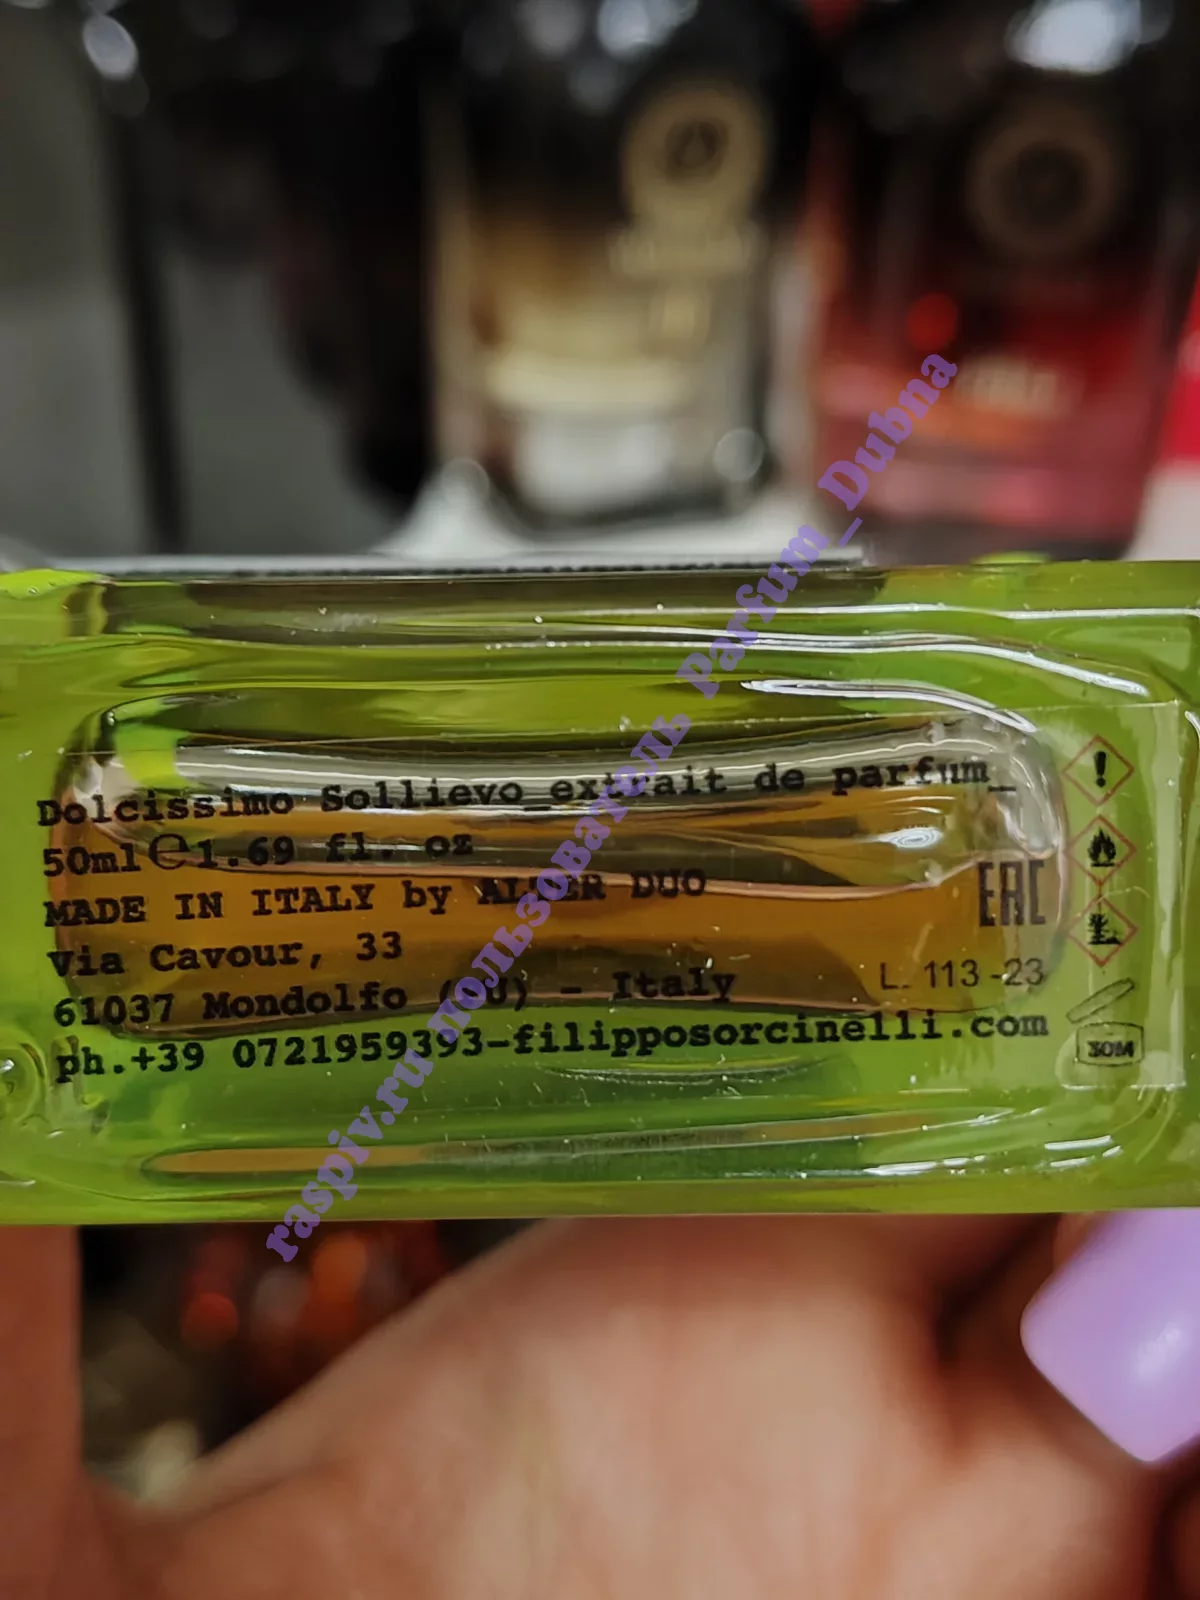 Dolcissimo Sollievo_extrait de parfum_
50ml℮1.69 fl. oz
MADE IN ITALY by ALTER DUO
Via Cavour, 33
61037 Mondolfo (PU) - Italy
ph.+39 0721959393-filipposorcinelli.com
EAC
L. 113-23
30M
raspiv.ru пользователь Parfum_Dubna